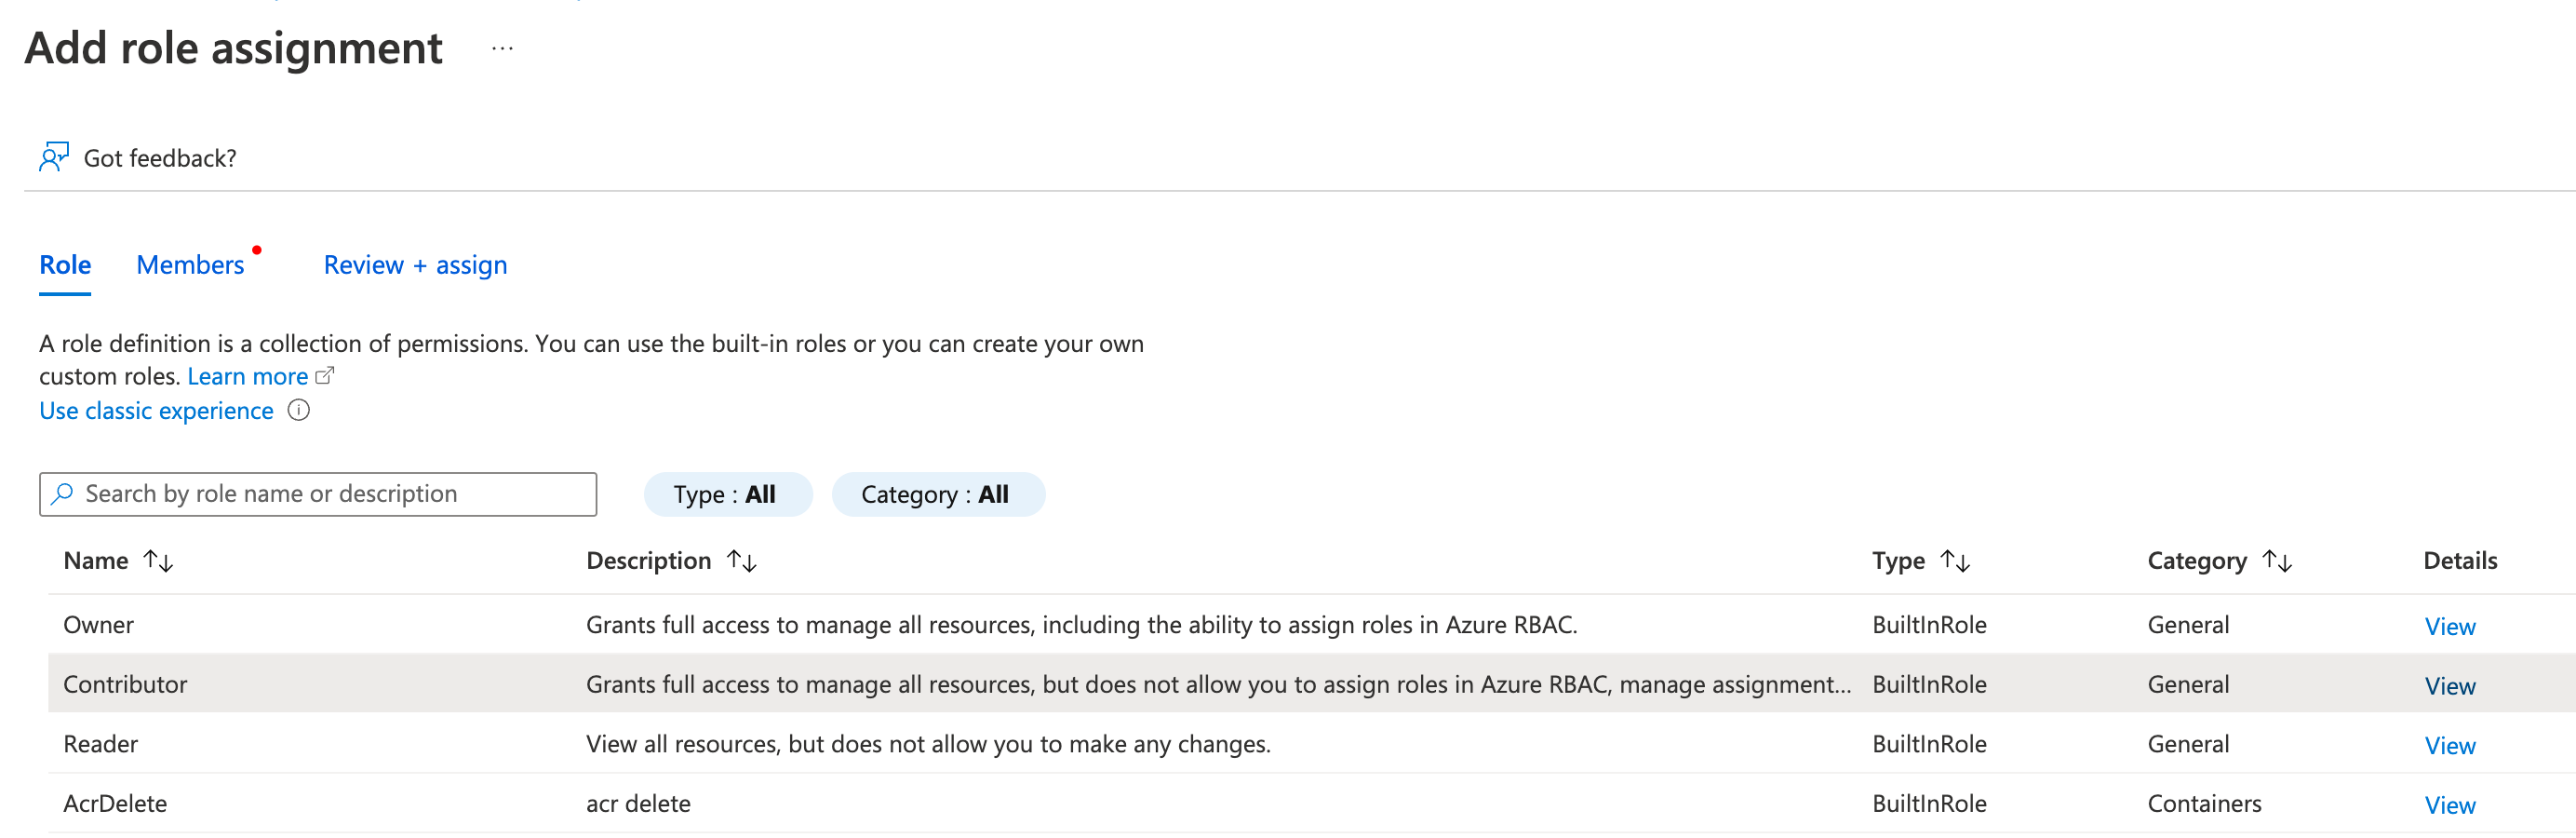 Add role assignment ...
Got feedback?
Role Members Review + assign
A role definition is a collection of permissions. You can use the built-in roles or you can create your own
custom roles. Learn more
Use classic experience
Search by role name or description Type : All Category : All
Name ↑↓ Description ↑↓ Type ↑↓ Category ↑↓ Details
Owner Grants full access to manage all resources, including the ability to assign roles in Azure RBAC. BuiltInRole General View
Contributor Grants full access to manage all resources, but does not allow you to assign roles in Azure RBAC, manage assignment... BuiltInRole General View
Reader View all resources, but does not allow you to make any changes. BuiltInRole General View
AcrDelete acr delete BuiltInRole Containers View